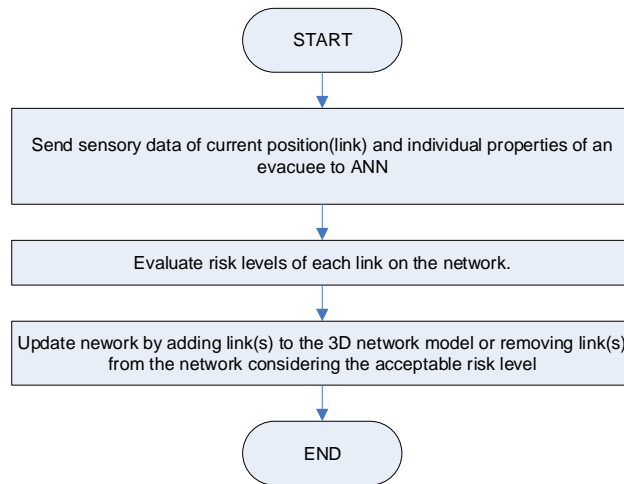 START
Send sensory data of current position(link) and individual properties of an
evacuee to ANN
Evaluate risk levels of each link on the network.
Update nework by adding link(s) to the 3D network model or removing link(s)
from the network considering the acceptable risk level
END